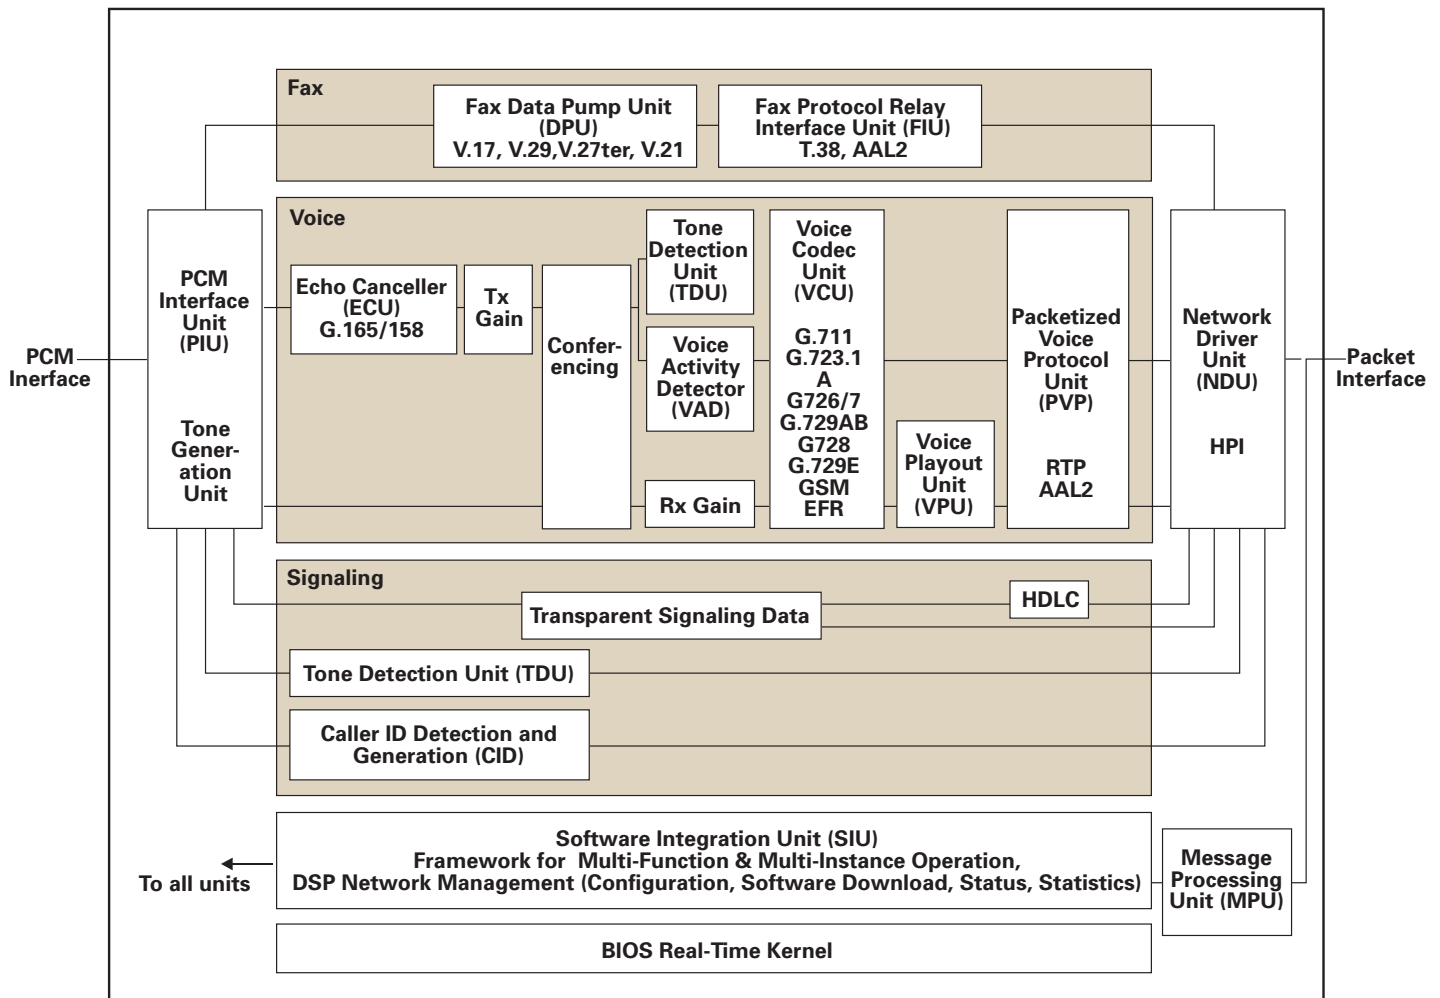 Fax
Fax Data Pump Unit
(DPU)
V.17, V.29,V.27ter, V.21
Fax Protocol Relay
Interface Unit (FIU)
T.38, AAL2
Voice
PCM
Inerface
PCM
Interface
Unit
(PIU)
Tone
Gener-
ation
Unit
Echo Canceller
(ECU)
G.165/158
Tx
Gain
Confer-
encing
Tone
Detection
Unit
(TDU)
Voice
Activity
Detector
(VAD)
Rx Gain
Voice
Codec
Unit
(VCU)
G.711
G.723.1
A
G726/7
G.729AB
G728
G.729E
GSM
EFR
Voice
Playout
Unit
(VPU)
Packetized
Voice
Protocol
Unit
(PVP)
RTP
AAL2
Network
Driver
Unit
(NDU)
HPI
Packet
Interface
Signaling
Transparent Signaling Data
HDLC
Tone Detection Unit (TDU)
Caller ID Detection and
Generation (CID)
To all units
Software Integration Unit (SIU)
Framework for Multi-Function & Multi-Instance Operation,
DSP Network Management (Configuration, Software Download, Status, Statistics)
Message
Processing
Unit (MPU)
BIOS Real-Time Kernel